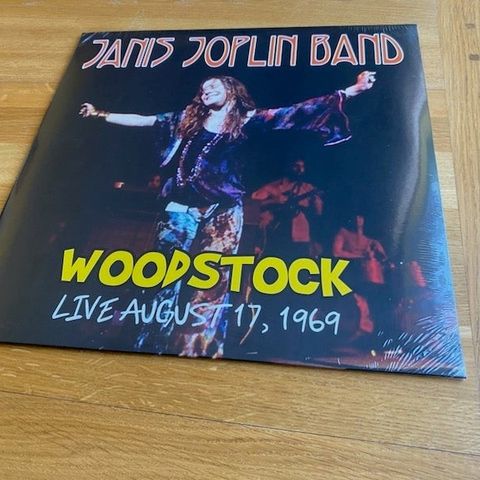 JANIS JOPLIN BAND
WOODSTOCK
LIVE AUGUST 17, 1969